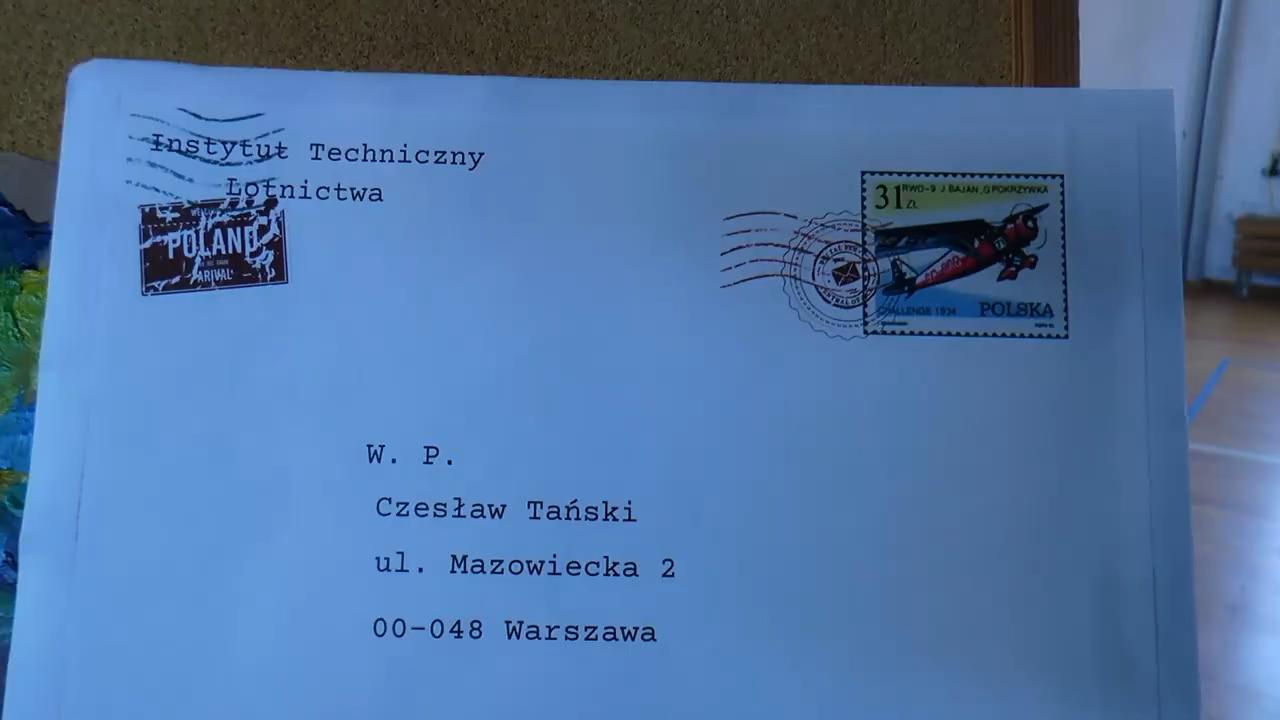 Instytut Techniczny
Lotnictwa
POLAND
ARIVAL
31 ZŁ
RWD-9 J. BAJAN, G. POKRZYWKA
CHALLENGE 1934
POLSKA
W. P.
Czesław Tański
ul. Mazowiecka 2
00-048 Warszawa